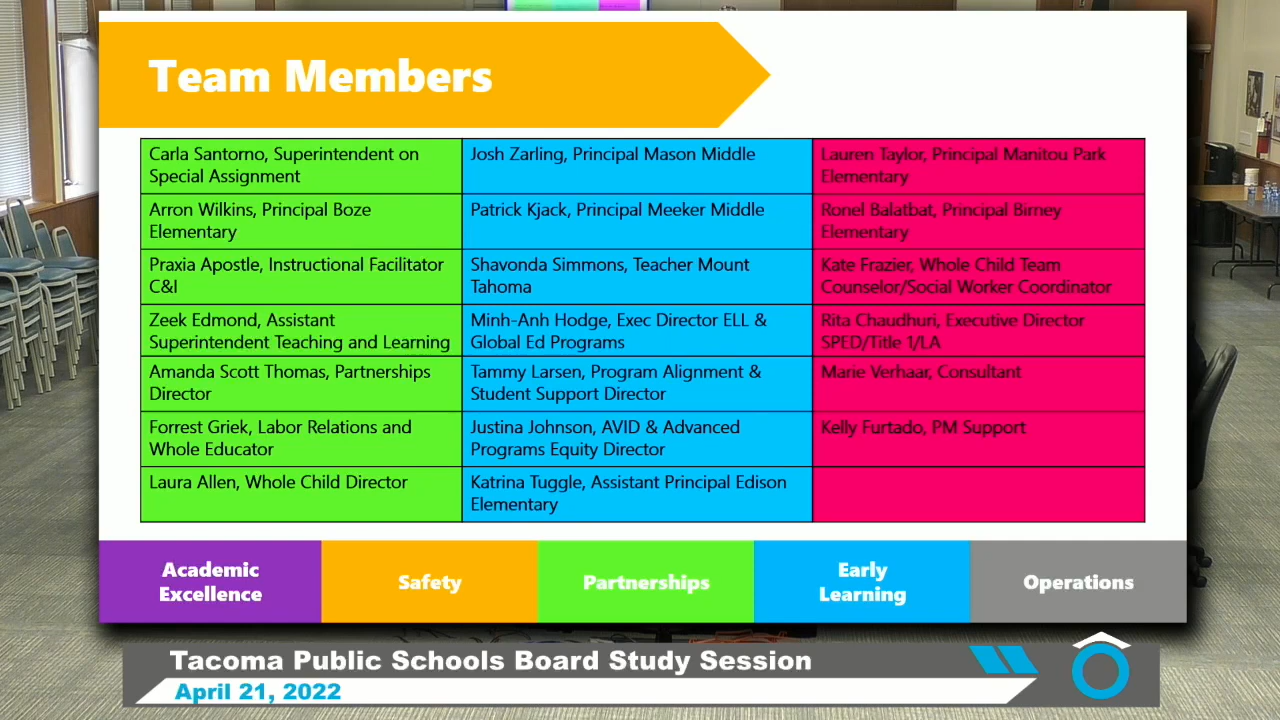 Team Members
Carla Santorno, Superintendent on
Special Assignment
Josh Zarling, Principal Mason Middle
Lauren Taylor, Principal Manitou Park
Elementary
Arron Wilkins, Principal Boze
Elementary
Patrick Kjack, Principal Meeker Middle
Ronel Balatbat, Principal Birney
Elementary
Praxia Apostle, Instructional Facilitator
C&I
Shavonda Simmons, Teacher Mount
Tahoma
Kate Frazier, Whole Child Team
Counselor/Social Worker Coordinator
Zeek Edmond, Assistant
Superintendent Teaching and Learning
Minh-Anh Hodge, Exec Director ELL &
Global Ed Programs
Rita Chaudhuri, Executive Director
SPED/Title 1/LA
Amanda Scott Thomas, Partnerships
Director
Tammy Larsen, Program Alignment &
Student Support Director
Marie Verhaar, Consultant
Forrest Griek, Labor Relations and
Whole Educator
Justina Johnson, AVID & Advanced
Programs Equity Director
Kelly Furtado, PM Support
Laura Allen, Whole Child Director
Katrina Tuggle, Assistant Principal Edison
Elementary
Academic
Excellence
Safety
Partnerships
Early
Learning
Operations
Tacoma Public Schools Board Study Session
April 21, 2022